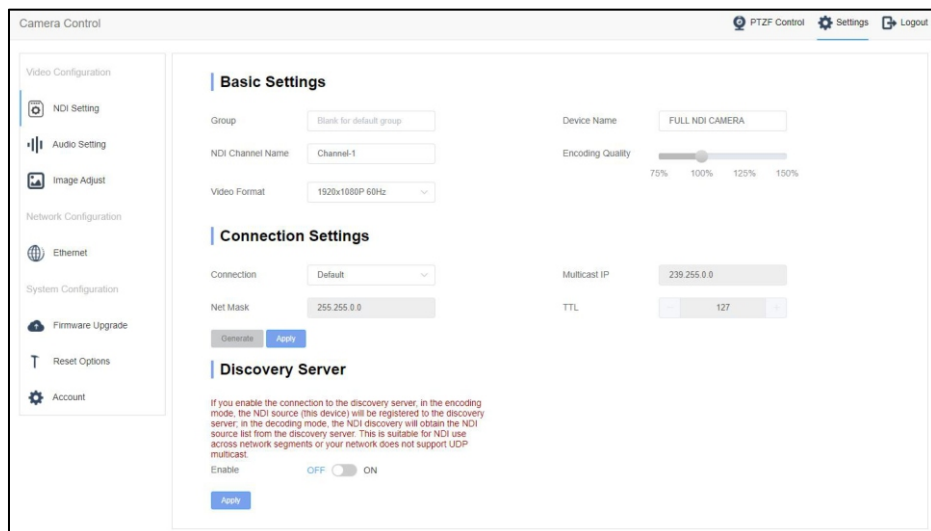 Camera Control
PTZF Control
Settings
Logout
Video Configuration
NDI Setting
Audio Setting
Image Adjust
Network Configuration
Ethernet
System Configuration
Firmware Upgrade
Reset Options
Account
Basic Settings
Group
Blank for default group
Device Name
FULL NDI CAMERA
NDI Channel Name
Channel-1
Encoding Quality
75% 100% 125% 150%
Video Format
1920x1080P 60Hz
Connection Settings
Connection
Default
Multicast IP
239.255.0.0
Net Mask
255.255.0.0
TTL
- 127 +
Generate
Apply
Discovery Server
If you enable the connection to the discovery server, in the encoding
mode, the NDI source (this device) will be registered to the discovery
server; in the decoding mode, the NDI discovery will obtain the NDI
source list from the discovery server. This is suitable for NDI use
across network segments or your network does not support UDP
multicast.
Enable
OFF ON
Apply